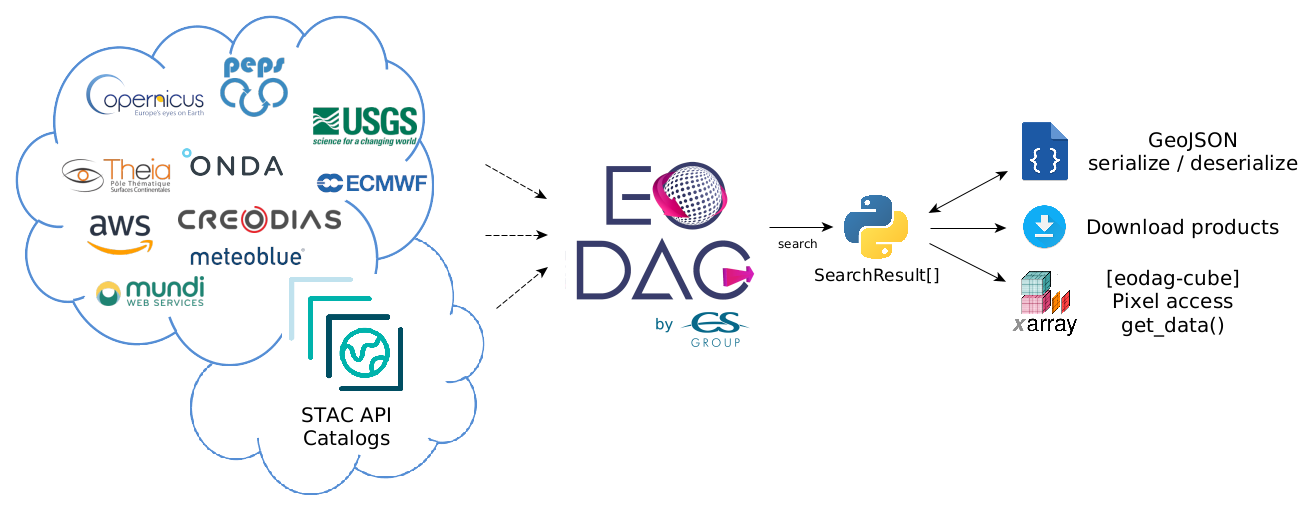 peps
Copernicus
Europe's eyes on Earth
USGS
science for a changing world
Theia
Pôle Thématique
Surfaces Continentales
ONDA
ECMWF
aws
CREODIAS
meteoblue®
mundi
WEB SERVICES
STAC API
Catalogs
EO
DAG
by CS
GROUP
search
SearchResult[]
{}
GeoJSON
serialize / deserialize
Download products
xarray
[eodag-cube]
Pixel access
get_data()